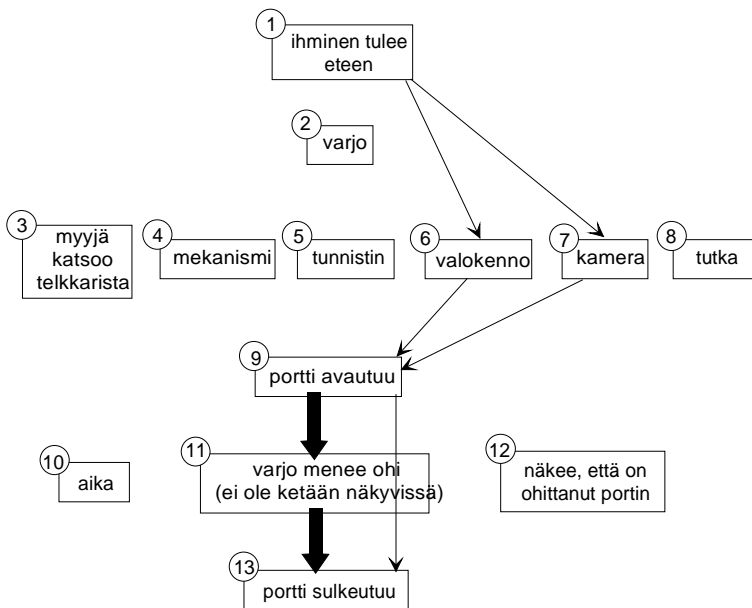 1
ihminen tulee
eteen
2
varjo
3
myyjä
katsoo
telkkarista
4
mekanismi
5
tunnistin
6
valokenno
7
kamera
8
tutka
9
portti avautuu
10
aika
11
varjo menee ohi
(ei ole ketään näkyvissä)
12
näkee, että on
ohittanut portin
13
portti sulkeutuu